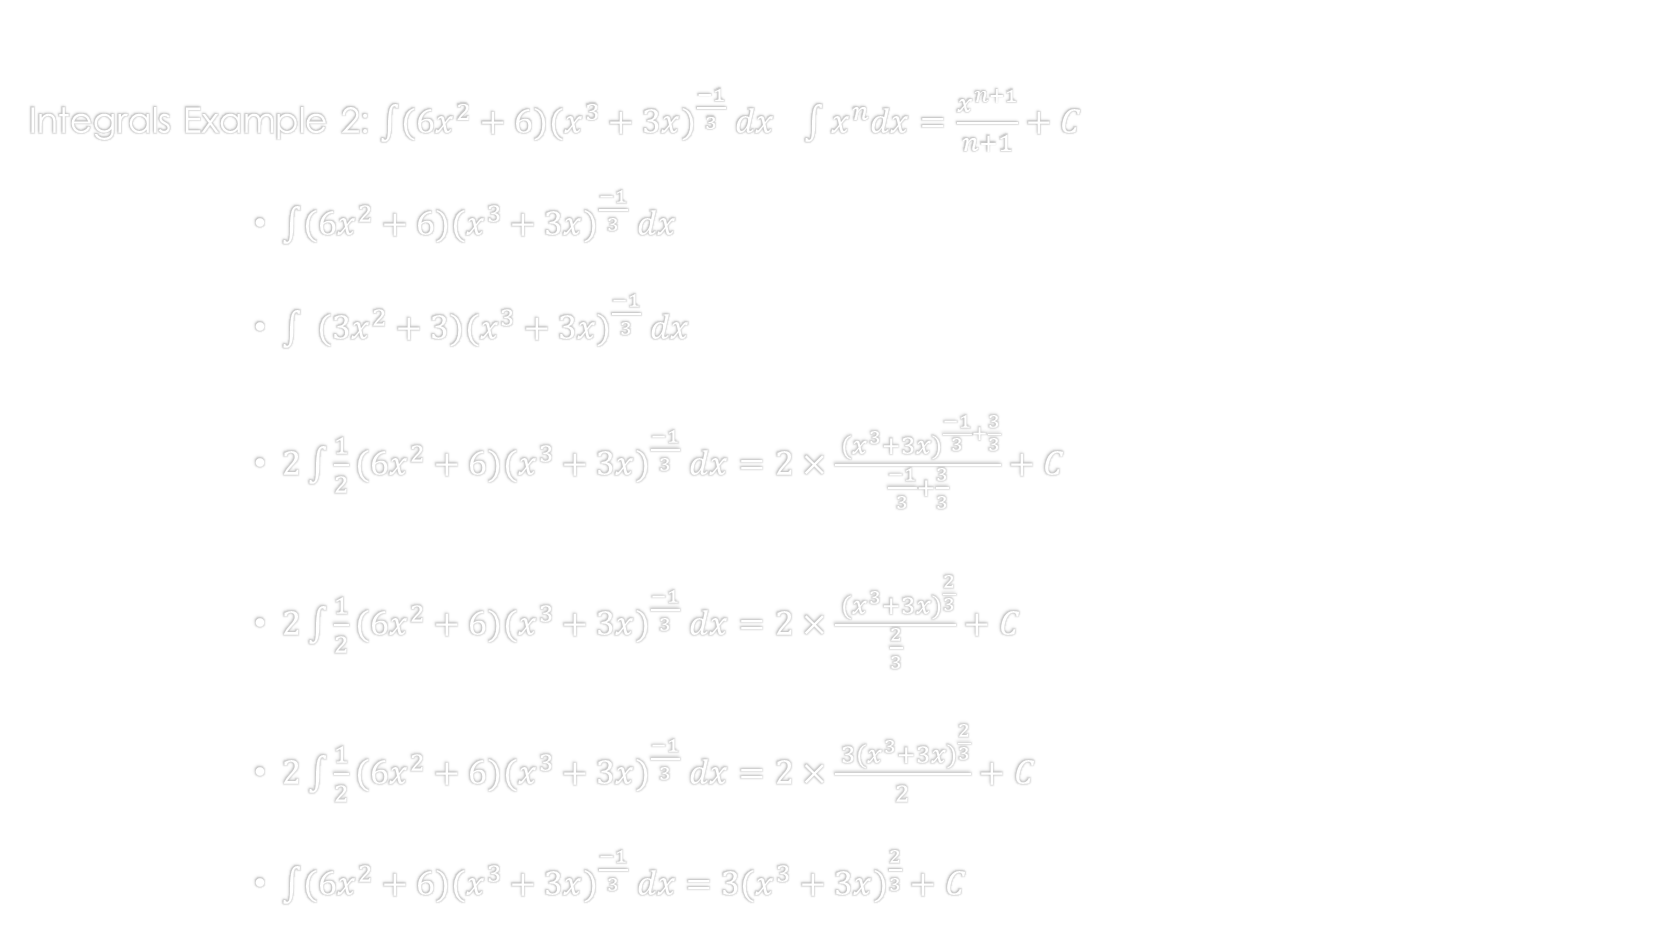 Integrals Example 2: ∫(6x² + 6)(x³ + 3x)^(-1/3) dx   ∫ xⁿdx = x^(n+1)/(n+1) + C
• ∫(6x² + 6)(x³ + 3x)^(-1/3) dx
• ∫ (3x² + 3)(x³ + 3x)^(-1/3) dx
• 2 ∫ 1/2 (6x² + 6)(x³ + 3x)^(-1/3) dx = 2 × (x³+3x)^(-1/3+3/3)/(-1/3+3/3) + C
• 2 ∫ 1/2 (6x² + 6)(x³ + 3x)^(-1/3) dx = 2 × (x³+3x)^(2/3)/(2/3) + C
• 2 ∫ 1/2 (6x² + 6)(x³ + 3x)^(-1/3) dx = 2 × 3(x³+3x)^(2/3)/2 + C
• ∫(6x² + 6)(x³ + 3x)^(-1/3) dx = 3(x³ + 3x)^(2/3) + C